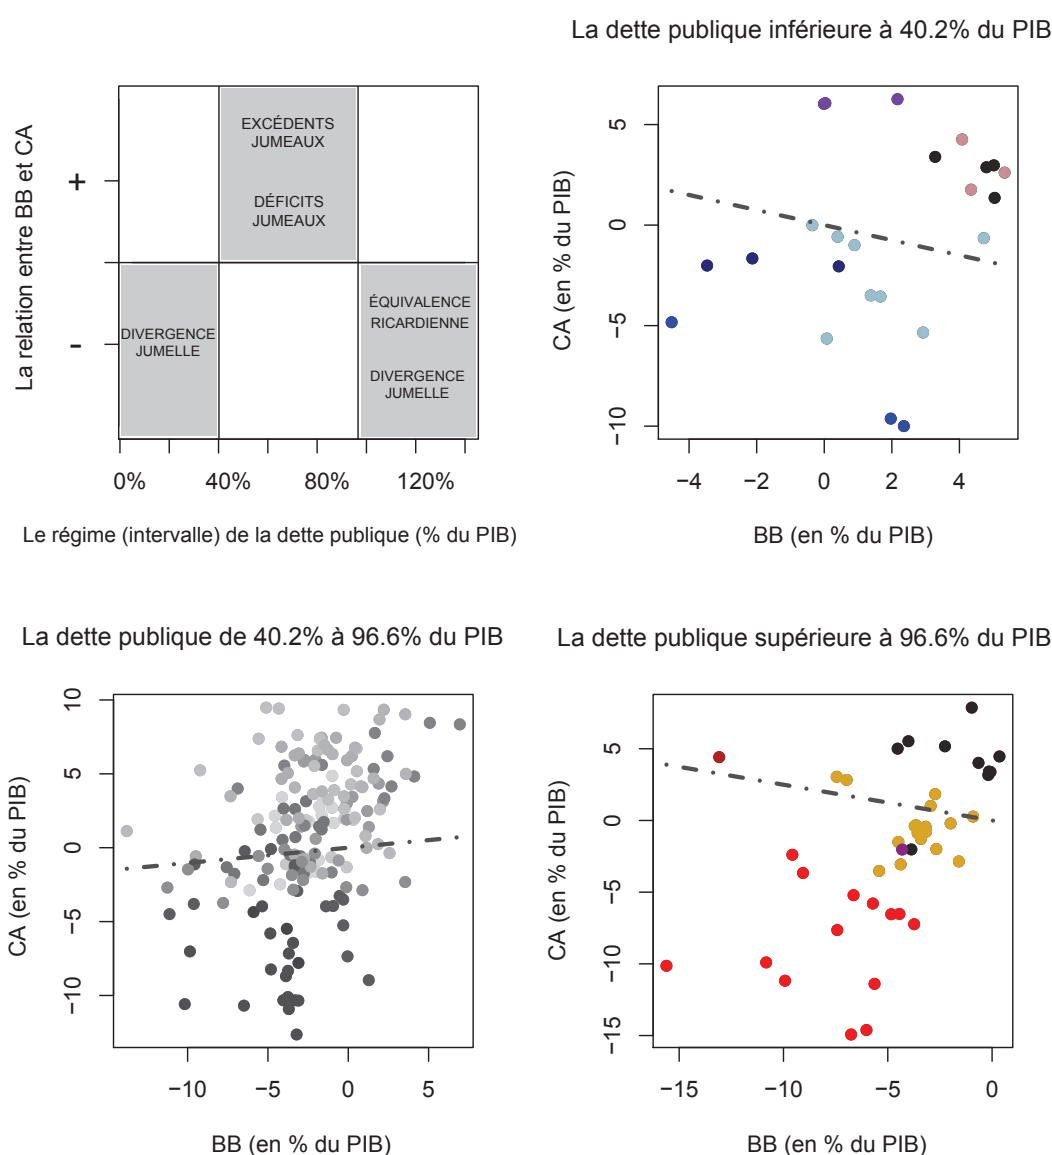 La dette publique inférieure à 40.2% du PIB
La relation entre BB et CA
+
-
EXCÉDENTS
JUMEAUX
DÉFICITS
JUMEAUX
DIVERGENCE
JUMELLE
ÉQUIVALENCE
RICARDIENNE
DIVERGENCE
JUMELLE
0% 40% 80% 120%
Le régime (intervalle) de la dette publique (% du PIB)
CA (en % du PIB)
5
0
−5
−10
−4 −2 0 2 4
BB (en % du PIB)
La dette publique de 40.2% à 96.6% du PIB
CA (en % du PIB)
10
5
0
−5
−10
−10 −5 0 5
BB (en % du PIB)
La dette publique supérieure à 96.6% du PIB
CA (en % du PIB)
5
0
−5
−10
−15
−15 −10 −5 0
BB (en % du PIB)